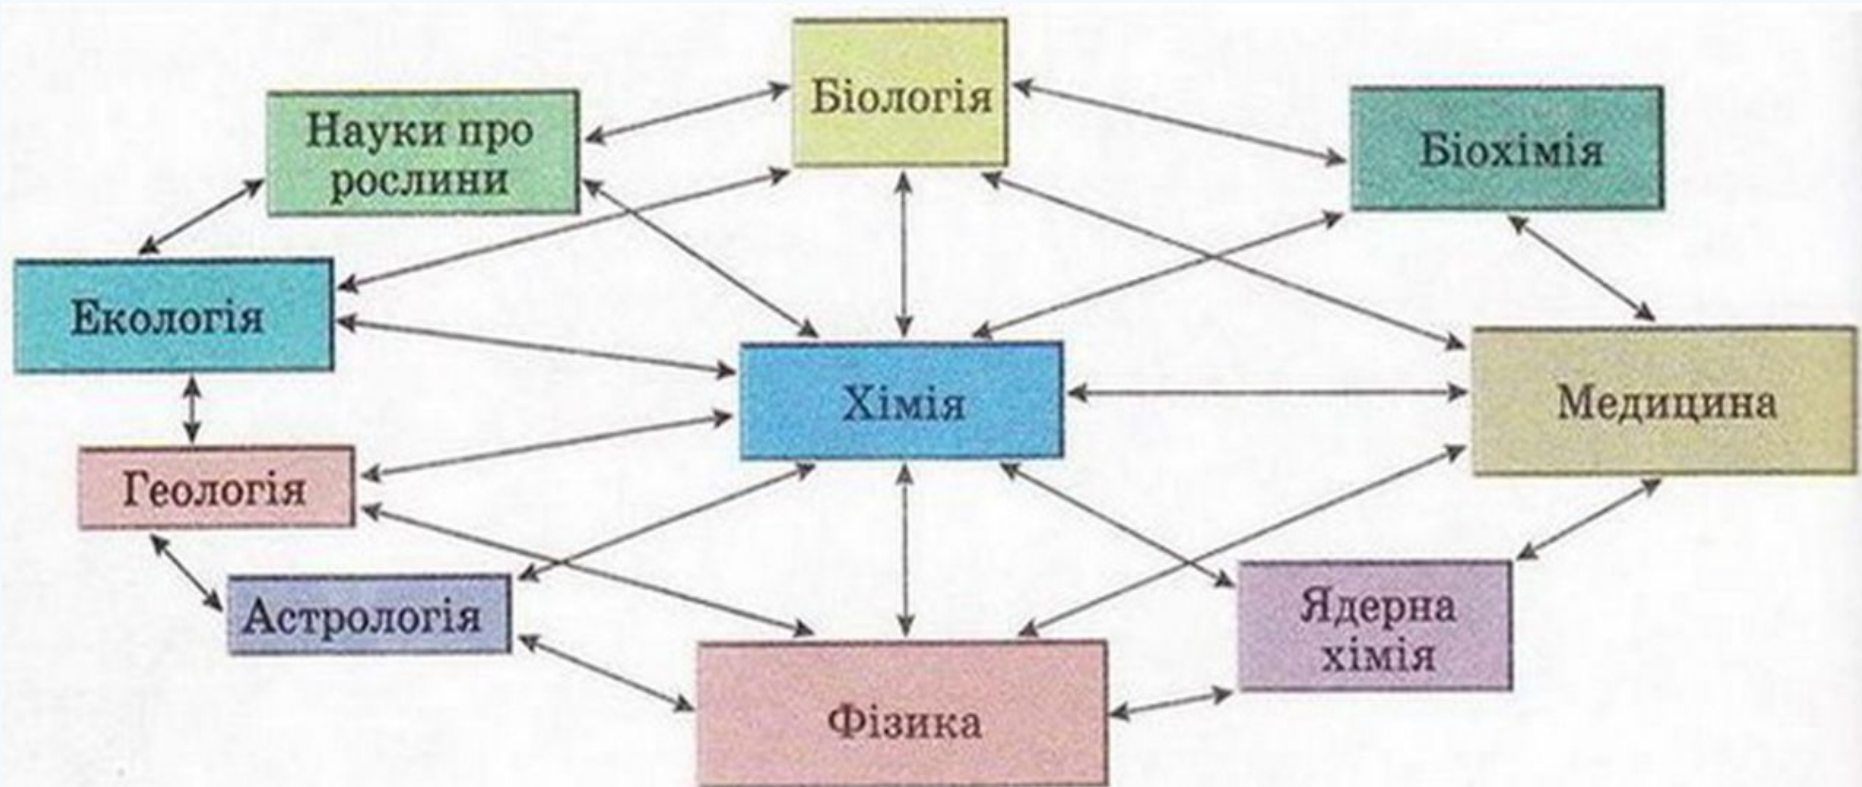 Біологія
Науки про
рослини
Біохімія
Екологія
Хімія
Медицина
Геологія
Астрологія
Ядерна
хімія
Фізика